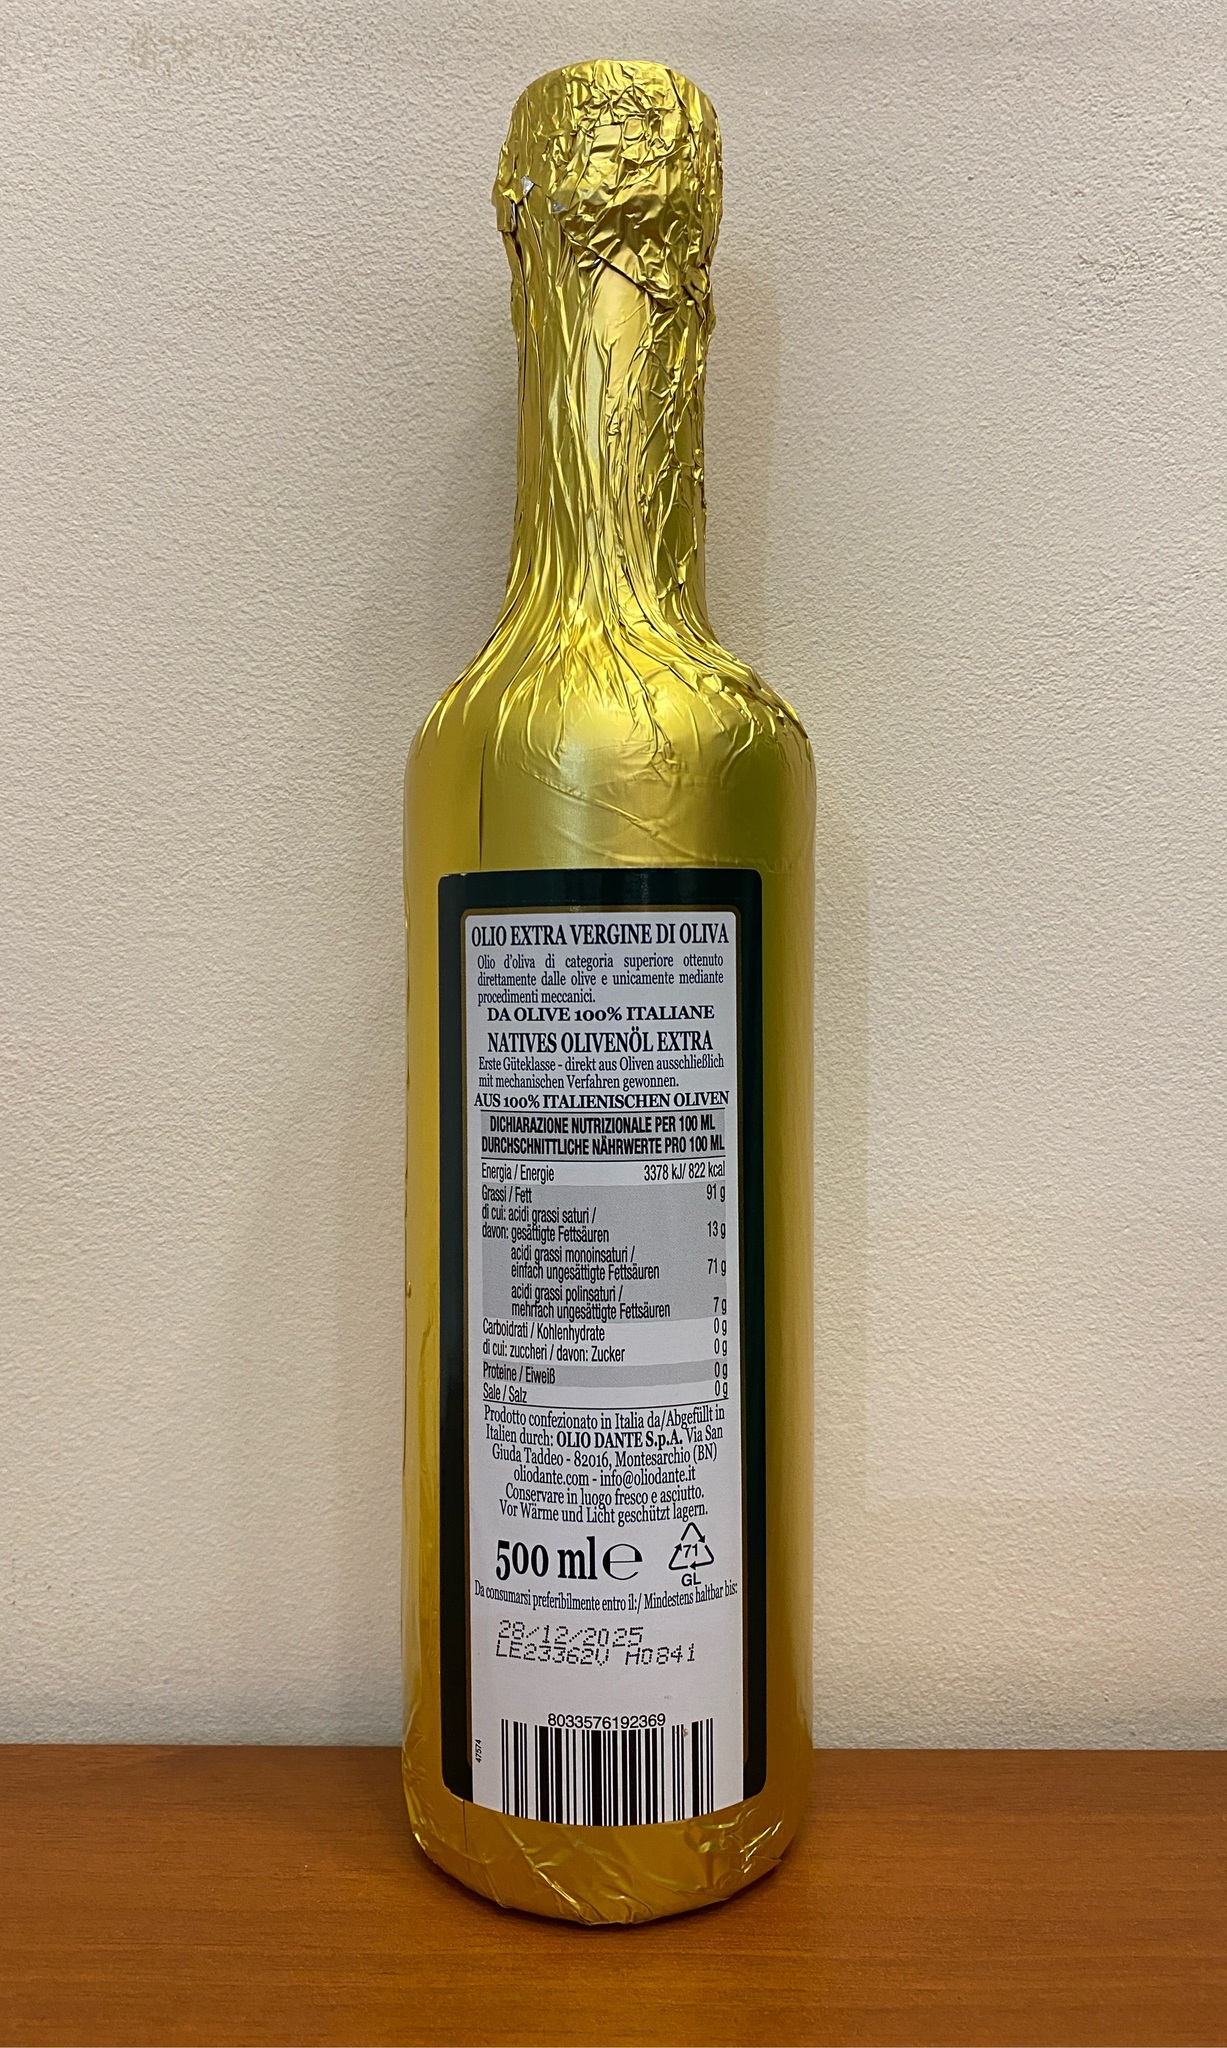 OLIO EXTRA VERGINE DI OLIVA
Olio d'oliva di categoria superiore ottenuto
direttamente dalle olive e unicamente mediante
procedimenti meccanici.
DA OLIVE 100% ITALIANE
NATIVES OLIVENÖL EXTRA
Erste Güteklasse - direkt aus Oliven ausschließlich
mit mechanischen Verfahren gewonnen.
AUS 100% ITALIENISCHEN OLIVEN
DICHIARAZIONE NUTRIZIONALE PER 100 ML
DURCHSCHNITTLICHE NÄHRWERTE PRO 100 ML
Energia / Energie 3378 kJ/ 822 kcal
Grassi / Fett 91 g
di cui: acidi grassi saturi /
davon: gesättigte Fettsäuren 13 g
acidi grassi monoinsaturi /
einfach ungesättigte Fettsäuren 71 g
acidi grassi polinsaturi /
mehrfach ungesättigte Fettsäuren 7 g
Carboidrati / Kohlenhydrate 0 g
di cui: zuccheri / davon: Zucker 0 g
Proteine / Eiweiß 0 g
Sale / Salz 0 g
Prodotto confezionato in Italia da/Abgefüllt in
Italien durch: OLIO DANTE S.p.A. Via San
Giuda Taddeo - 82016, Montesarchio (BN)
oliodante.com - info@oliodante.it
Conservare in luogo fresco e asciutto.
Vor Wärme und Licht geschützt lagern.
500 ml ℮ 71
GL
Da consumarsi preferibilmente entro il:/ Mindestens haltbar bis:
28/12/2025
LE23362V M0841
8033576192369
47574